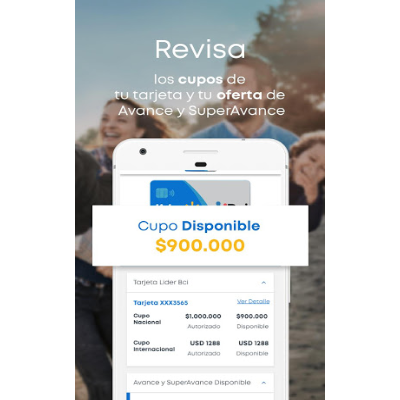 Revisa
los cupos de
tu tarjeta y tu oferta de
Avance y SuperAvance
Cupo Disponible
$900.000
Tarjeta Lider Bci
Tarjeta XXX3565 Ver Detalle
Cupo Nacional $1.000.000 $900.000
Autorizado Disponible
Cupo Internacional USD 1288 USD 1288
Autorizado Disponible
Avance y SuperAvance Disponible